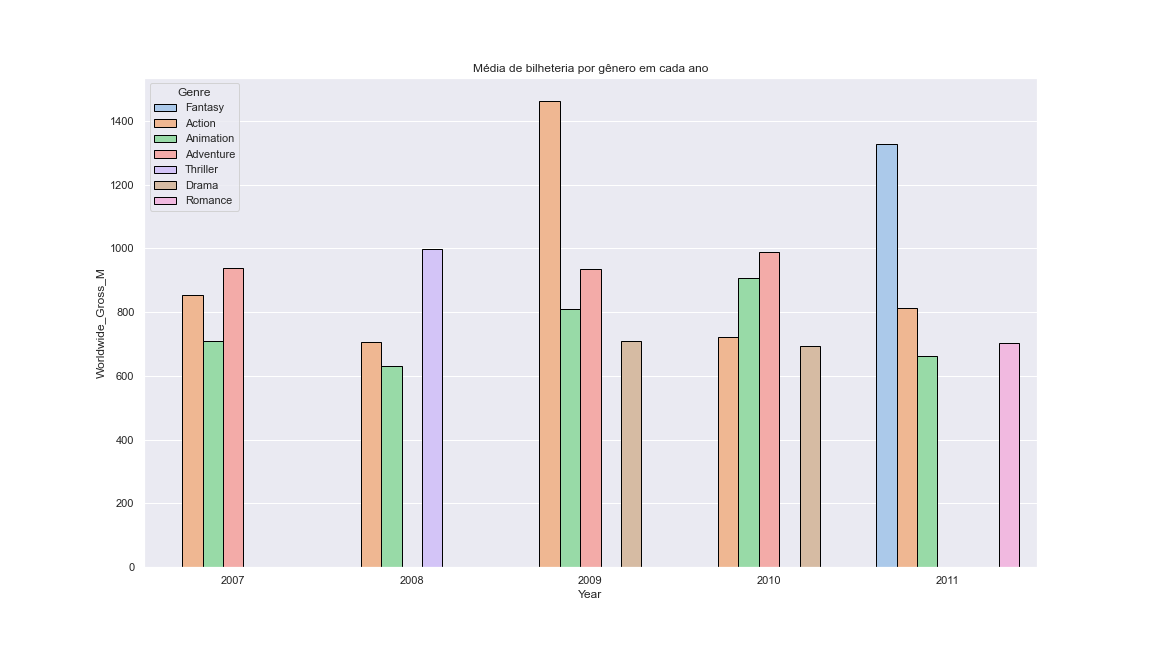 Média de bilheteria por gênero em cada ano
Genre
Fantasy
Action
Animation
Adventure
Thriller
Drama
Romance
Worldwide_Gross_M
1400
1200
1000
800
600
400
200
0
2007
2008
2009
2010
2011
Year